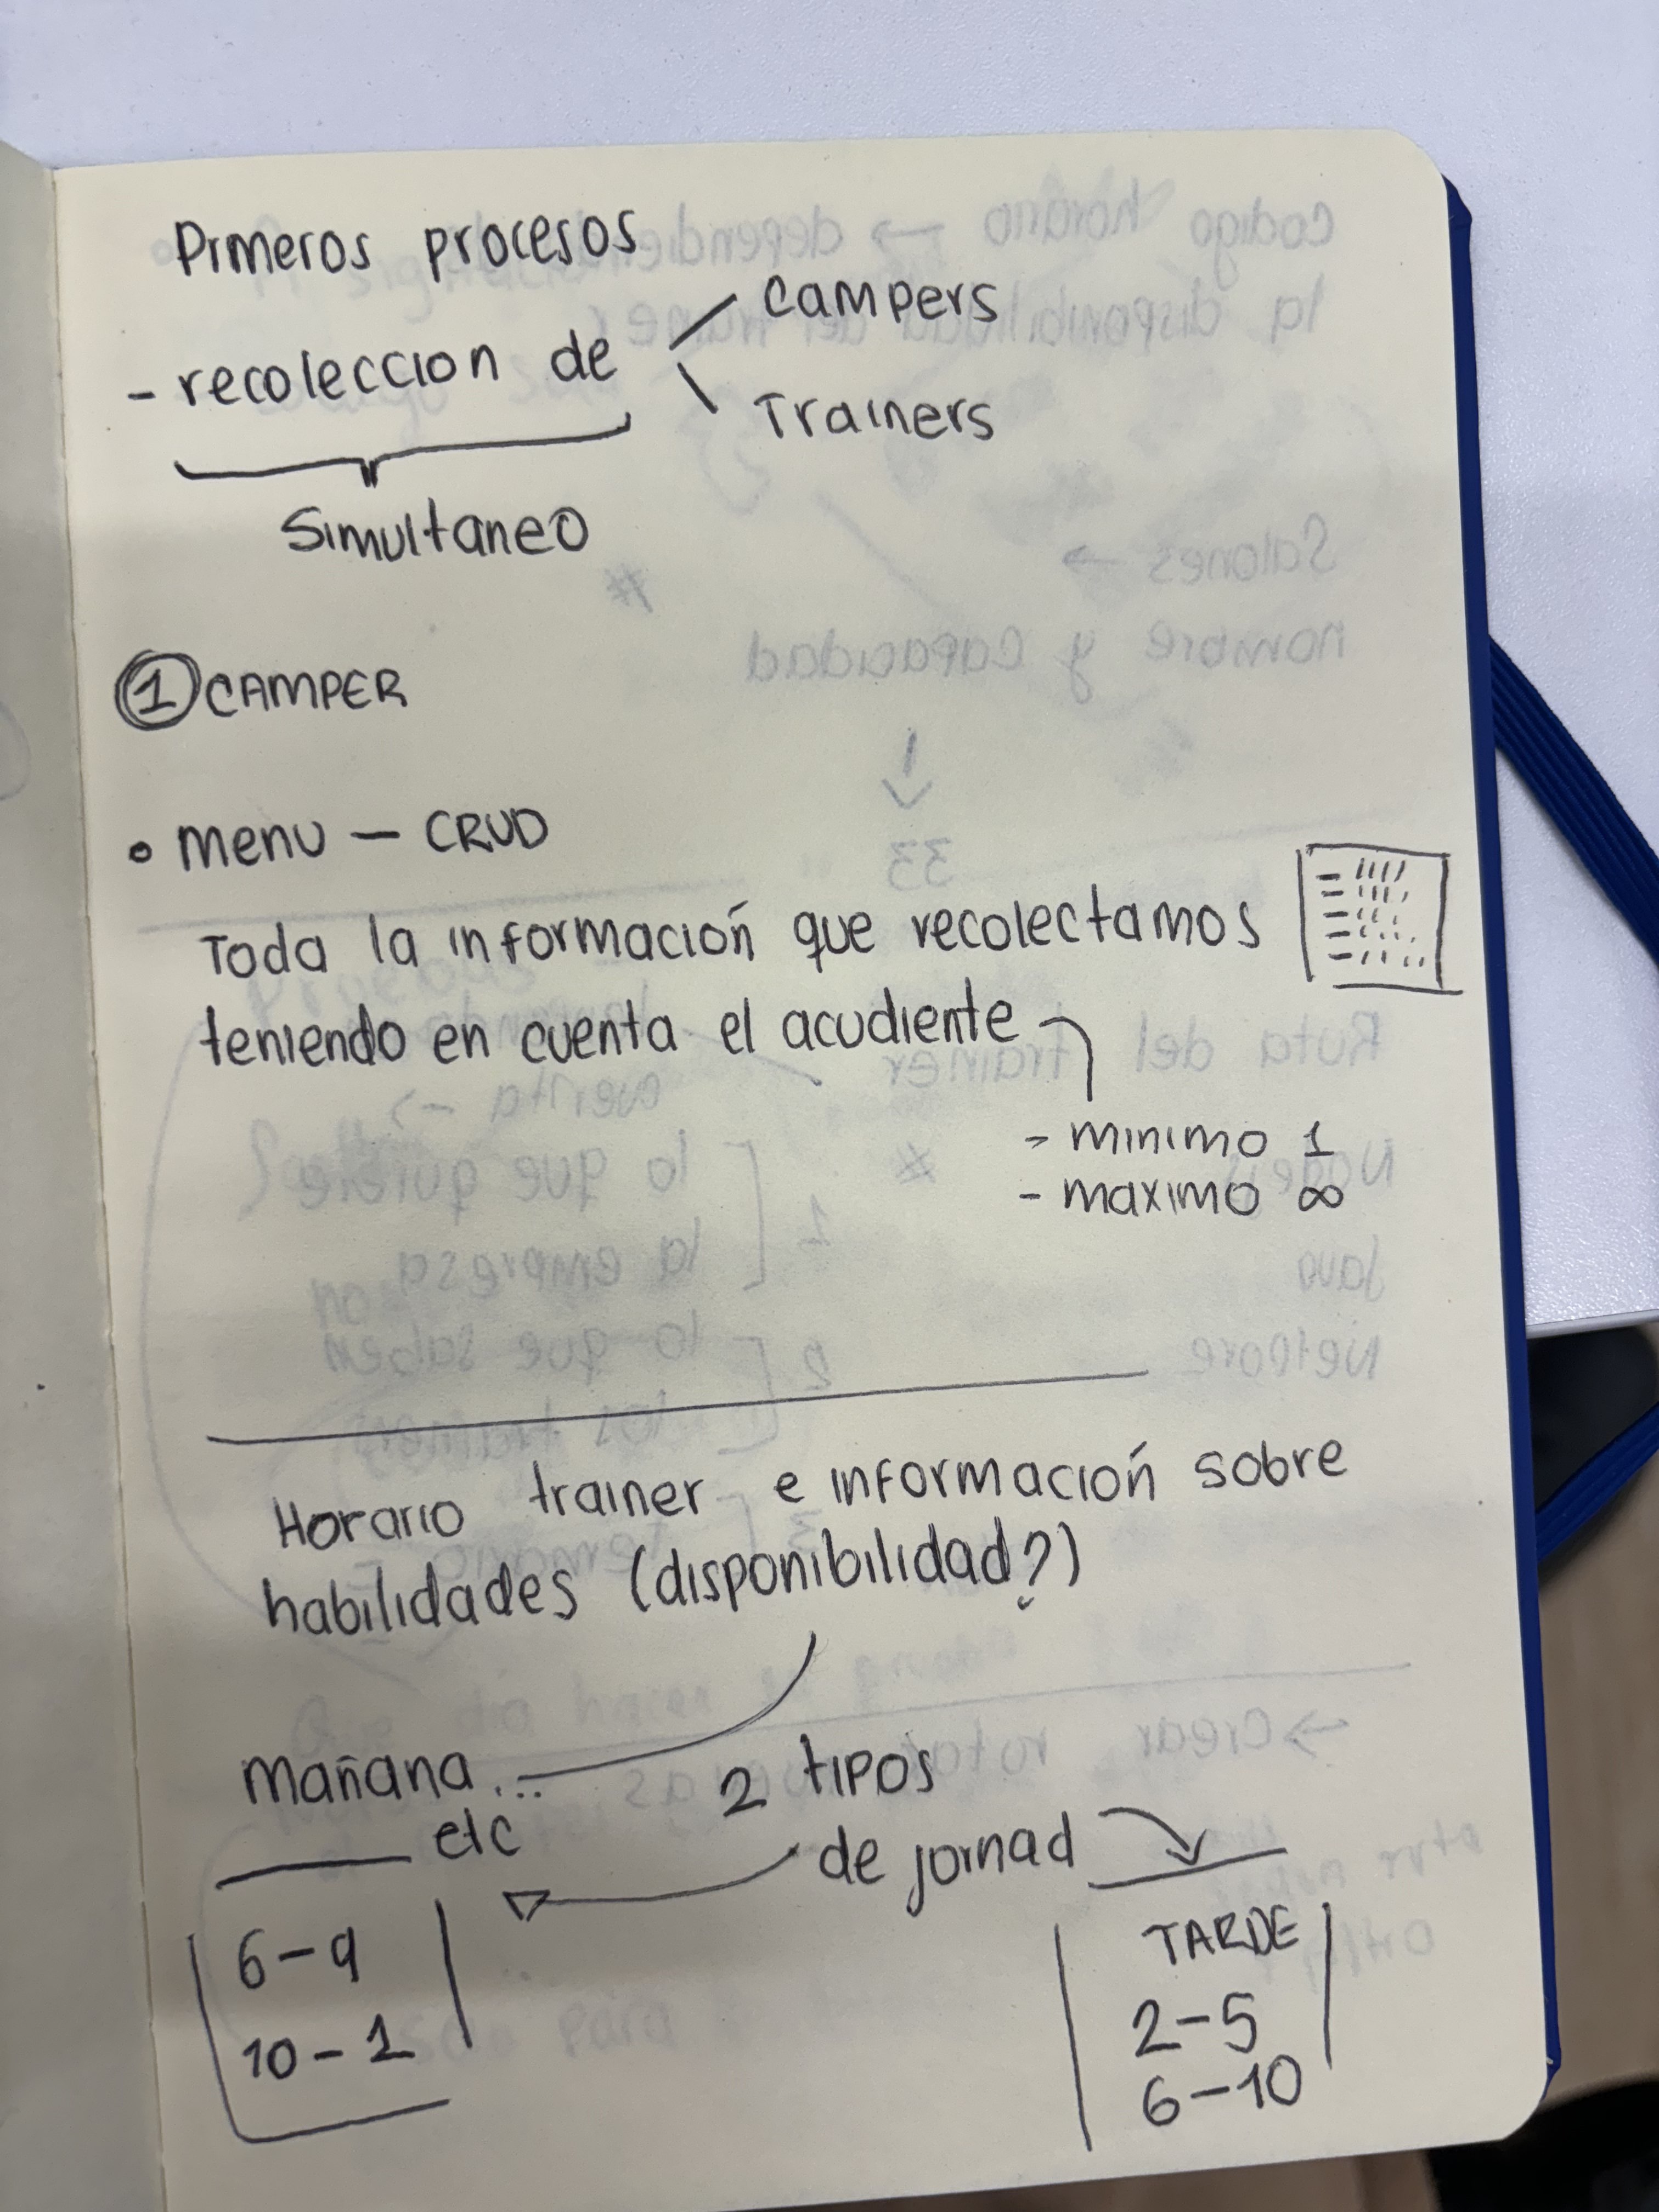 Primeros procesos
- recoleccion de
Campers
Trainers
Simultaneo
1 CAMPER
• menu – CRUD
Toda la información que recolectamos
teniendo en cuenta el acudiente
- minimo 1
- maximo ∞
Horario trainer e información sobre
habilidades (disponibilidad?)
Mañana...
etc
2 tipos
de jornad
6-9
10-1
TARDE
2-5
6-10